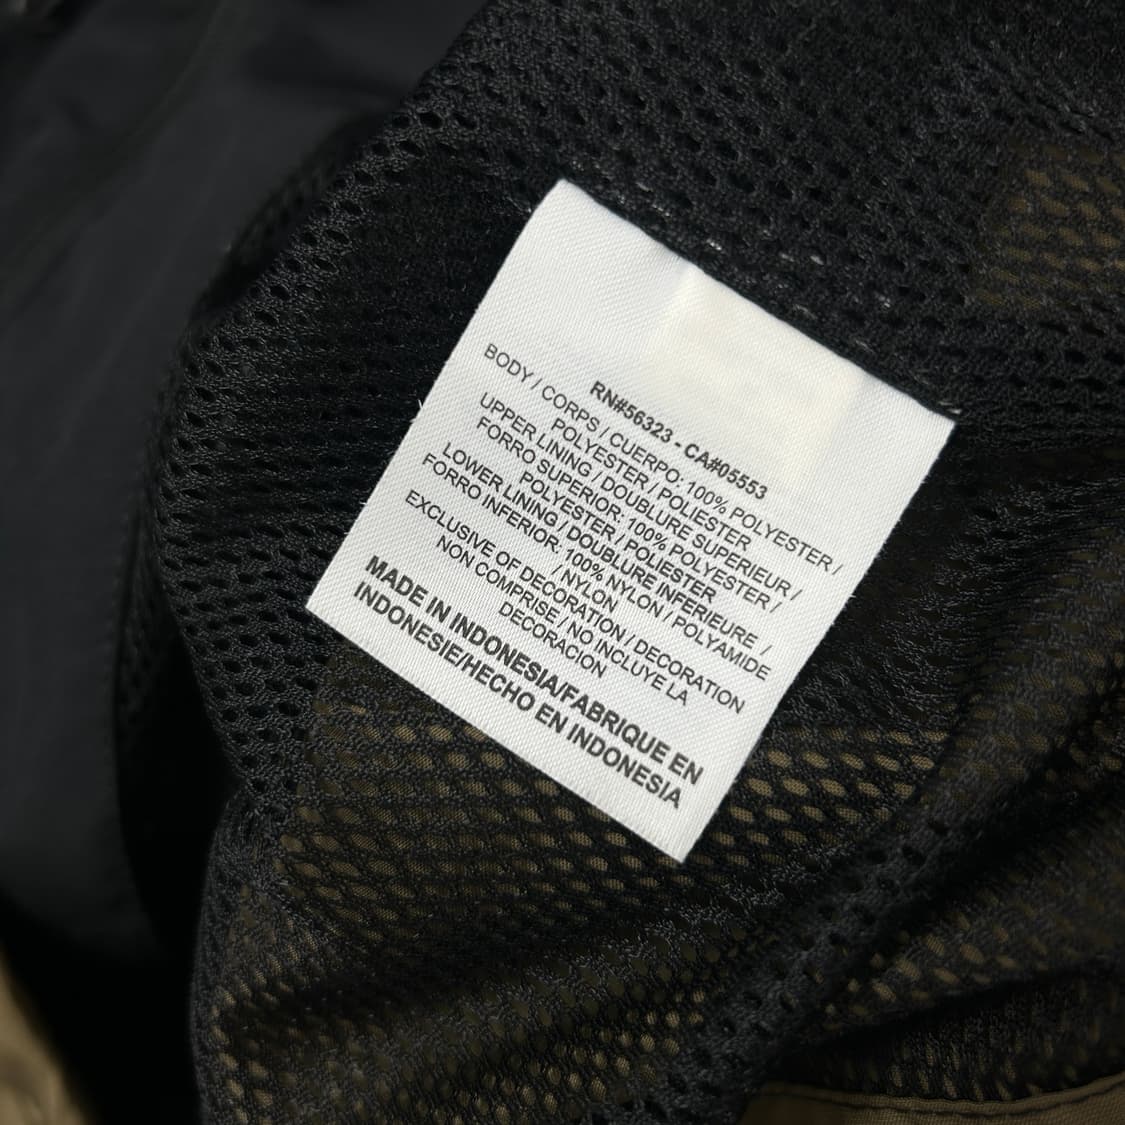 RN#56323 - CA#05553
BODY / CORPS / CUERPO: 100% POLYESTER /
POLYESTER / POLIESTER
UPPER LINING / DOUBLURE SUPERIEUR /
FORRO SUPERIOR: 100% POLYESTER /
POLYESTER / POLIESTER
LOWER LINING / DOUBLURE INFERIEURE /
FORRO INFERIOR. 100% NYLON / POLYAMIDE
/ NYLON
EXCLUSIVE OF DECORATION / DECORATION
NON COMPRISE / NO INCLUYE LA
DECORACION
MADE IN INDONESIA/FABRIQUE EN
INDONESIE/HECHO EN INDONESIA